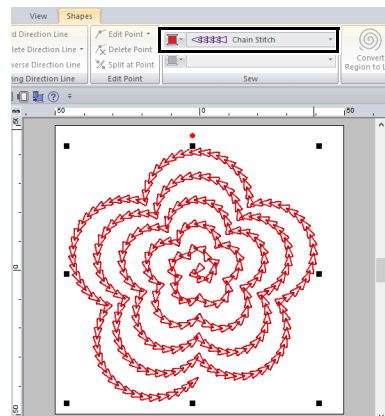 View Shapes
d Direction Line
Edit Point
Chain Stitch
lete Direction Line
Delete Point
verse Direction Line
Split at Point
Convert
Region to L
ing Direction Line
Edit Point
Sew
mm
50
0
50
0
50